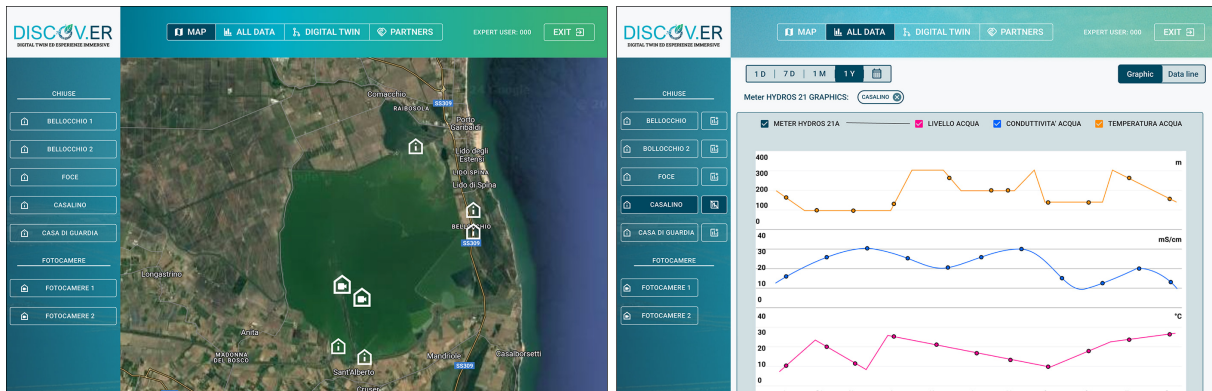 DISCOV.ER
DIGITAL TWIN ED ESPERIENZE IMMERSIVE
MAP
ALL DATA
DIGITAL TWIN
PARTNERS
EXPERT USER: 000
EXIT
CHIUSE
BELLOCCHIO 1
BELLOCCHIO 2
FOCE
CASALINO
CASA DI GUARDIA
FOTOCAMERE
FOTOCAMERE 1
FOTOCAMERE 2
Comacchio
RAIBOSOLA
SS309
Porto
Garibaldi
Lido degli
Estensi
LIDO SPINA
Lido di Spina
BELLOCCHIO
SS309
Longastrino
Anita
MADONNA
DEL BOSCO
Sant'Alberto
Mandriole
SS309
Casalborsetti
Cruser
DISCOV.ER
DIGITAL TWIN ED ESPERIENZE IMMERSIVE
MAP
ALL DATA
DIGITAL TWIN
PARTNERS
EXPERT USER: 000
EXIT
CHIUSE
BELLOCCHIO
BOLLOCCHIO 2
FOCE
CASALINO
CASA DI GUARDIA
FOTOCAMERE
FOTOCAMERE 1
FOTOCAMERE 2
1 D | 7 D | 1 M 1 Y
Graphic Data line
Meter HYDROS 21 GRAPHICS: CASALINO
METER HYDROS 21A LIVELLO ACQUA CONDUTTIVITA' ACQUA TEMPERATURA ACQUA
400
m
300
200
100
0
40
mS/cm
30
20
10
0
40
°C
30
20
10
0